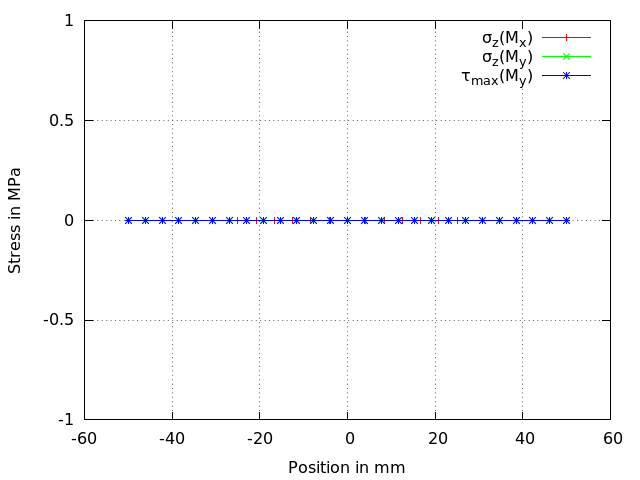 1
σz(Mx)
σz(My)
τmax(My)
0.5
0
-0.5
-1
-60 -40 -20 0 20 40 60
Stress in MPa
Position in mm